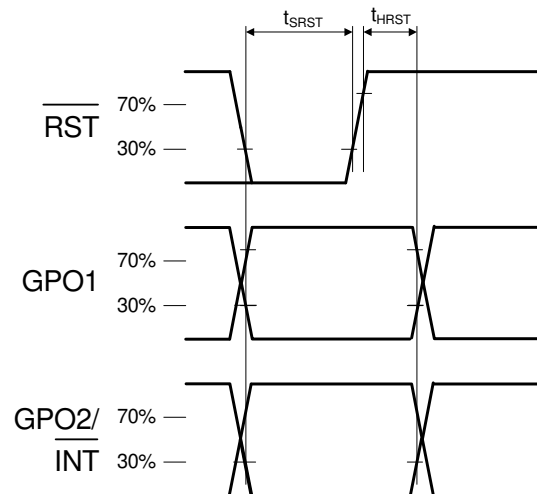 tSRST
tHRST
RST
70%
30%
GPO1
70%
30%
GPO2/
INT
70%
30%